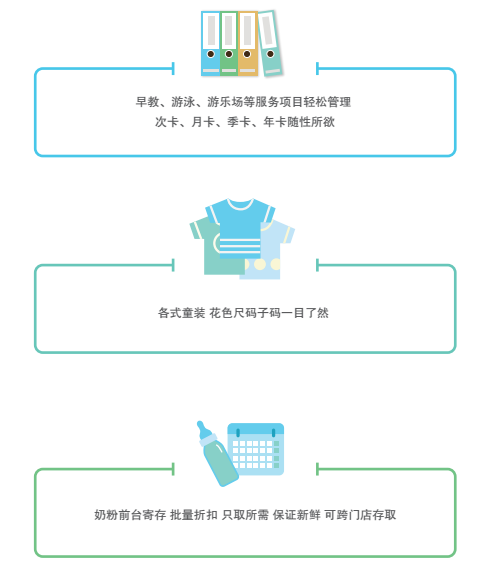 早教、游泳、游乐场等服务项目轻松管理
次卡、月卡、季卡、年卡随性所欲
各式童装 花色尺码子码一目了然
奶粉前台寄存 批量折扣 只取所需 保证新鲜 可跨门店存取